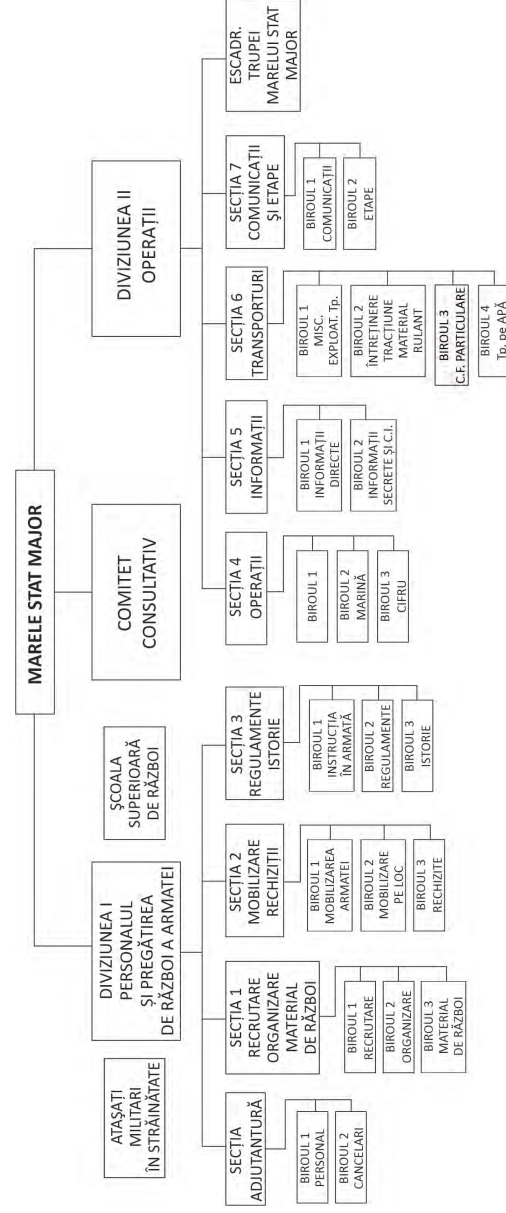 MARELE STAT MAJOR
ATAȘAȚI
MILITARI
ÎN STRĂINĂTATE
DIVIZIUNEA I
PERSONALUL
ȘI PREGĂTIREA
DE RĂZBOI A ARMATEI
ȘCOALA
SUPERIOARĂ
DE RĂZBOI
COMITET
CONSULTATIV
DIVIZIUNEA II
OPERAȚII
SECȚIA
ADJUTANTURĂ
BIROUL 1
PERSONAL
BIROUL 2
CANCELARI
SECȚIA 1
RECRUTARE
ORGANIZARE
MATERIAL
DE RĂZBOI
BIROUL 1
RECRUTARE
BIROUL 2
ORGANIZARE
BIROUL 3
MATERIAL
DE RĂZBOI
SECȚIA 2
MOBILIZARE
RECHIZIȚII
BIROUL 1
MOBILIZAREA
ARMATEI
BIROUL 2
MOBILIZARE
PE LOC
BIROUL 3
RECHIZITE
SECȚIA 3
REGULAMENTE
ISTORIE
BIROUL 1
INSTRUCȚIA
ÎN ARMATĂ
BIROUL 2
REGULAMENTE
BIROUL 3
ISTORIE
SECȚIA 4
OPERAȚII
BIROUL 1
BIROUL 2
MARINĂ
BIROUL 3
CIFRU
SECȚIA 5
INFORMAȚII
BIROUL 1
INFORMAȚII
DIRECTE
BIROUL 2
INFORMAȚII
SECRETE ȘI C.I.
SECȚIA 6
TRANSPORTURI
BIROUL 1
MISC.
EXPLOAT. Tp.
BIROUL 2
ÎNTREȚINERE
TRACȚIUNE
MATERIAL
RULANT
BIROUL 3
C.F. PARTICULARE
BIROUL 4
Tp. pe APĂ
SECȚIA 7
COMUNICAȚII
ȘI ETAPE
BIROUL 1
COMUNICAȚII
BIROUL 2
ETAPE
ESCADR.
TRUPEI
MARELUI STAT
MAJOR